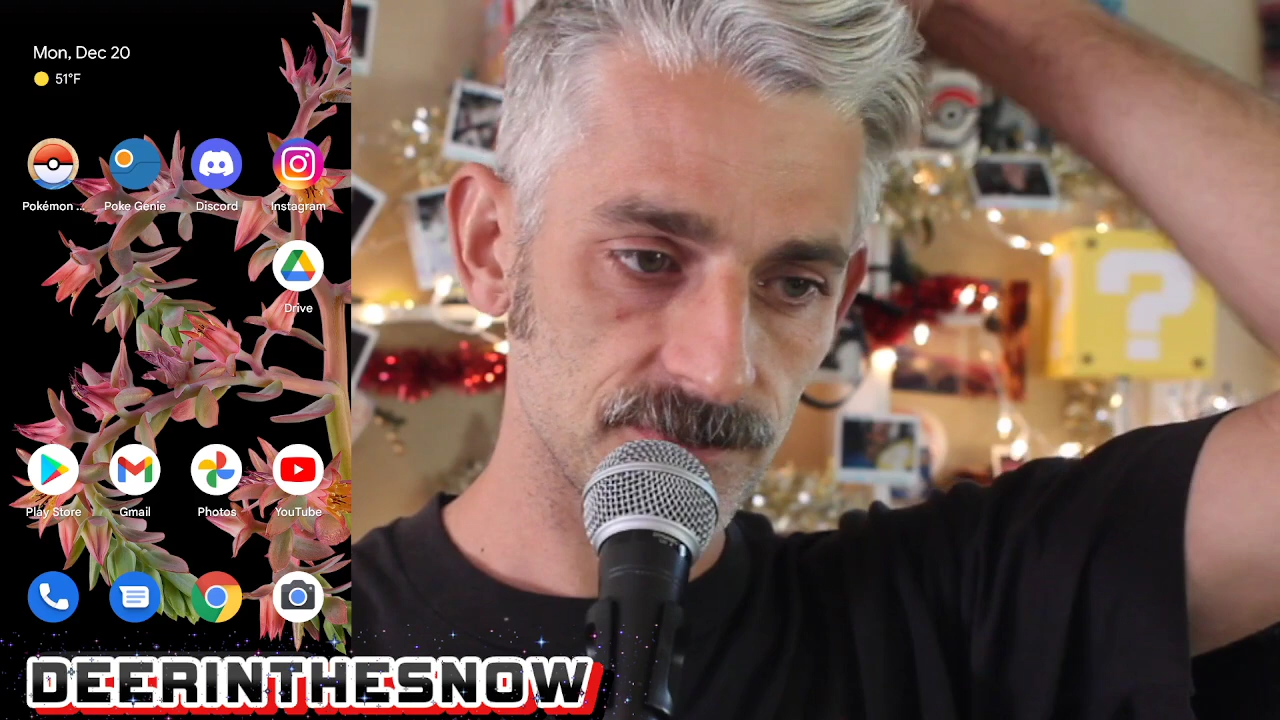 Mon, Dec 20
51°F
Pokémon ...
Poke Genie
Discord
Instagram
Drive
Play Store
Gmail
Photos
YouTube
?
DEERINTHESNOW